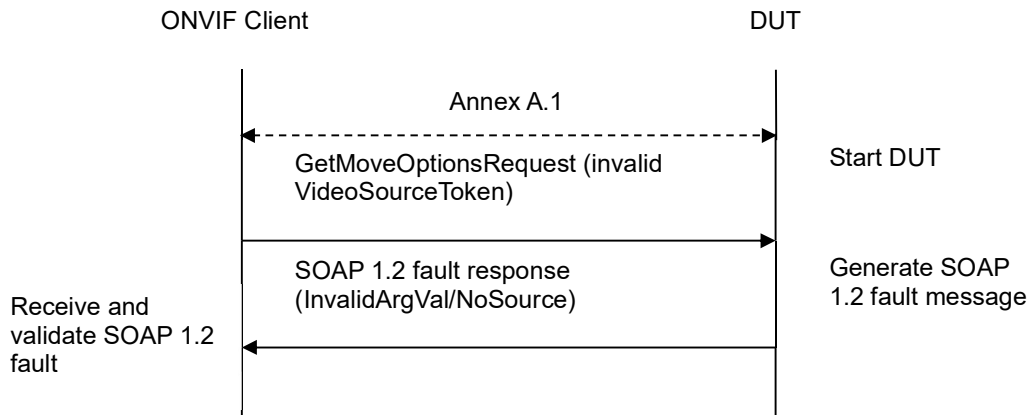 ONVIF Client
DUT
Annex A.1
Start DUT
GetMoveOptionsRequest (invalid
VideoSourceToken)
SOAP 1.2 fault response
(InvalidArgVal/NoSource)
Generate SOAP
1.2 fault message
Receive and
validate SOAP 1.2
fault